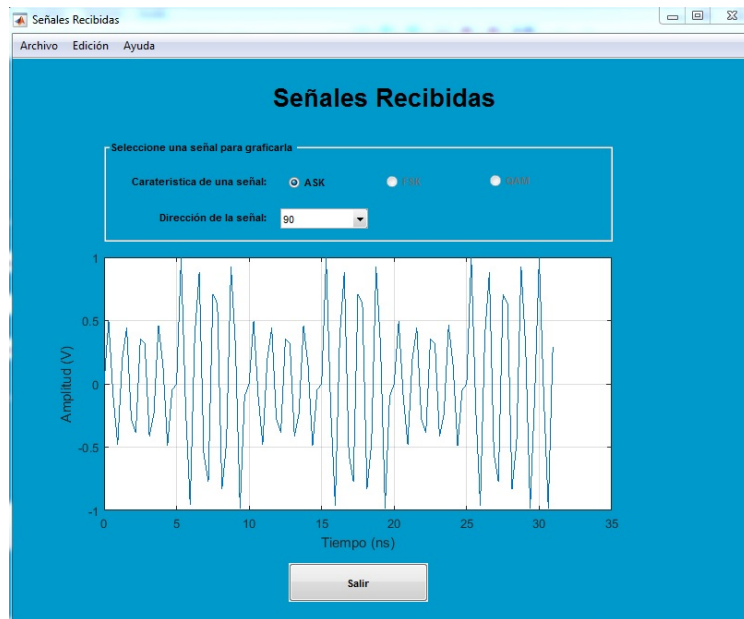 Señales Recibidas
Archivo Edición Ayuda
Señales Recibidas
Seleccione una señal para graficarla
Caraterística de una señal: ASK FSK QAM
Dirección de la señal: 90
1
0.5
0
-0.5
-1
Amplitud (V)
0 5 10 15 20 25 30 35
Tiempo (ns)
Salir